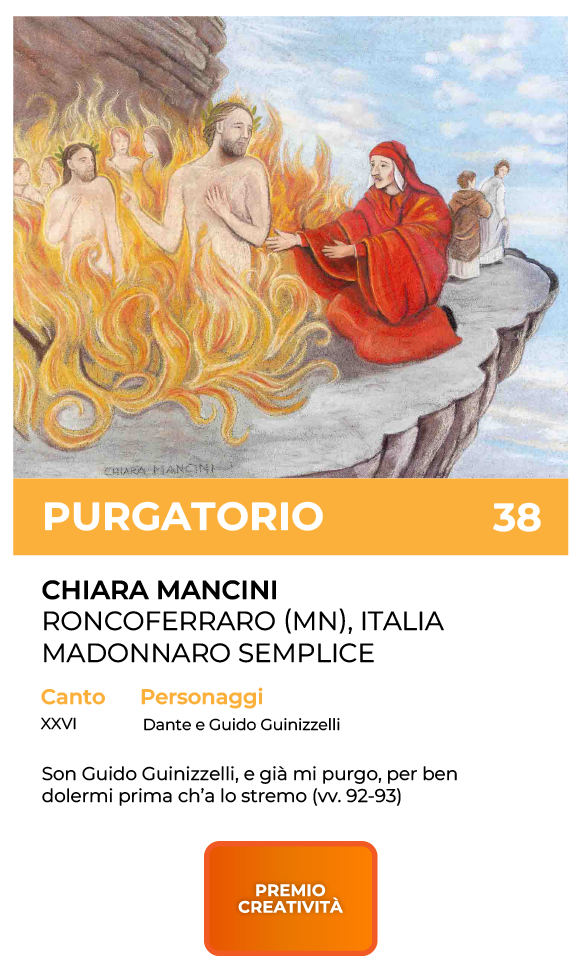 CHIARA MANCINI
PURGATORIO 38
CHIARA MANCINI
RONCOFERRARO (MN), ITALIA
MADONNARO SEMPLICE
Canto Personaggi
XXVI Dante e Guido Guinizzelli
Son Guido Guinizzelli, e già mi purgo, per ben
dolermi prima ch’a lo stremo (vv. 92-93)
PREMIO
CREATIVITÀ